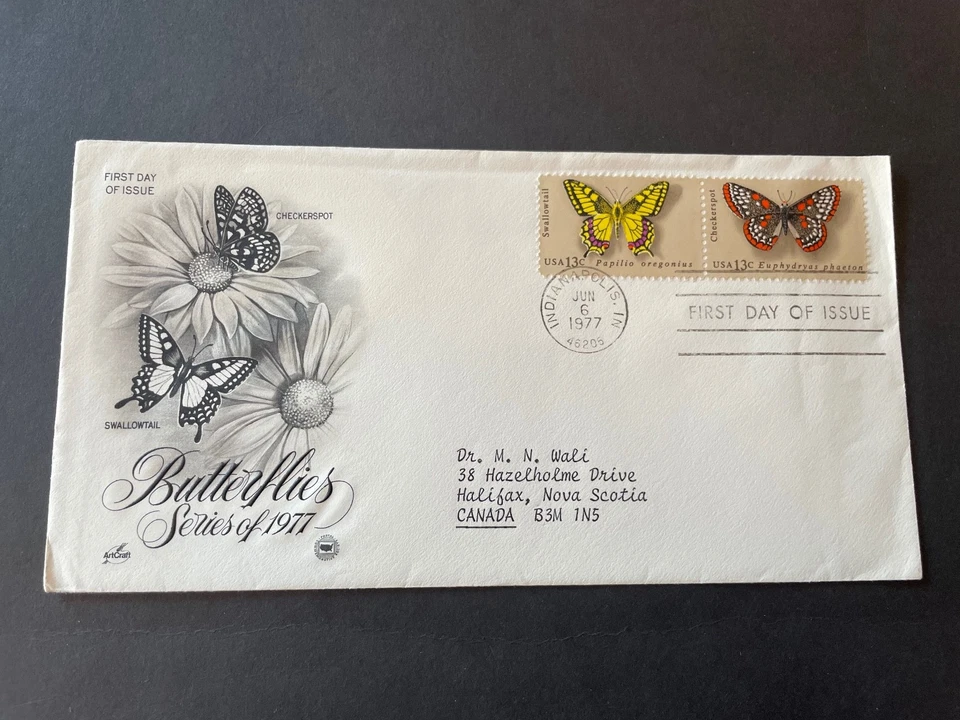 FIRST DAY
OF ISSUE
CHECKERSPOT
SWALLOWTAIL
Butterflies
Series of 1977
ArtCraft
Swallowtail
USA 13c Papilio oregonius
Checkerspot
USA 13c Euphydryas phaeton
INDIANAPOLIS, IN
JUN
6
1977
46205
FIRST DAY OF ISSUE
Dr. M. N. Wali
38 Hazelholme Drive
Halifax, Nova Scotia
CANADA B3M 1N5